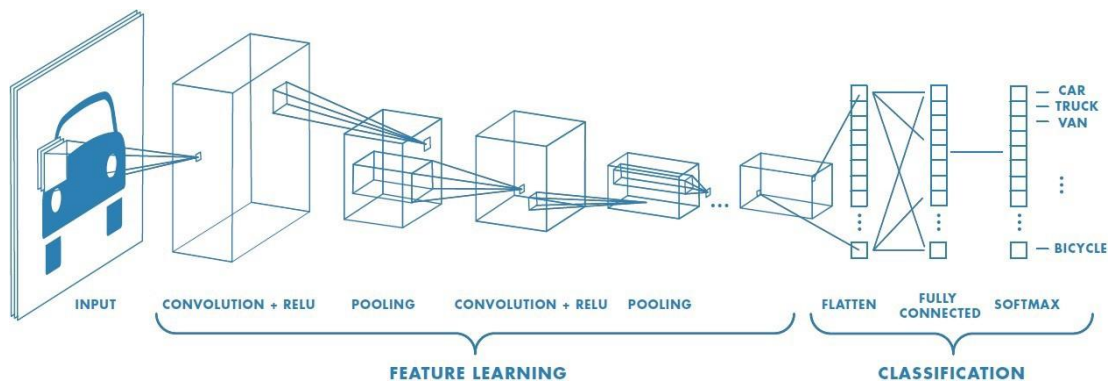 CAR
TRUCK
VAN
BICYCLE
INPUT
CONVOLUTION + RELU
POOLING
CONVOLUTION + RELU
POOLING
FLATTEN
FULLY
CONNECTED
SOFTMAX
FEATURE LEARNING
CLASSIFICATION